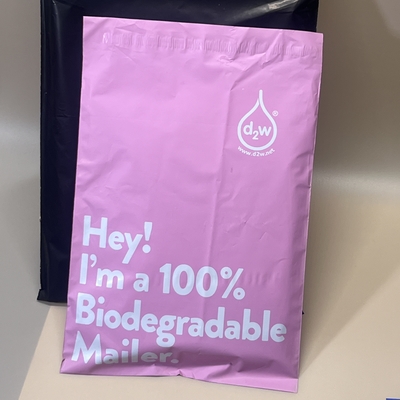 d2w®
www.d2w.net
Hey!
I'm a 100%
Biodegradable
Mailer.